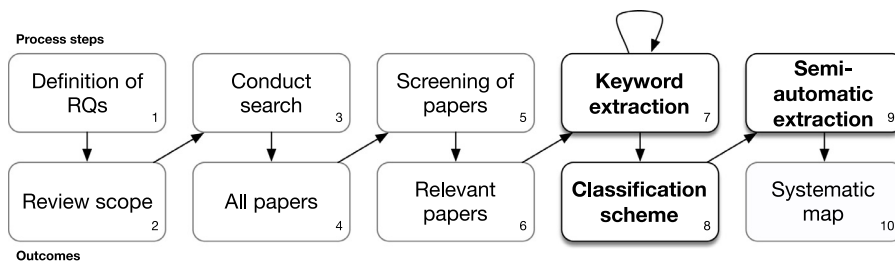 Process steps
Definition of
RQs
1
Conduct
search
3
Screening of
papers
5
Keyword
extraction
7
Semi-
automatic
extraction
9
Review scope
2
All papers
4
Relevant
papers
6
Classification
scheme
8
Systematic
map
10
Outcomes